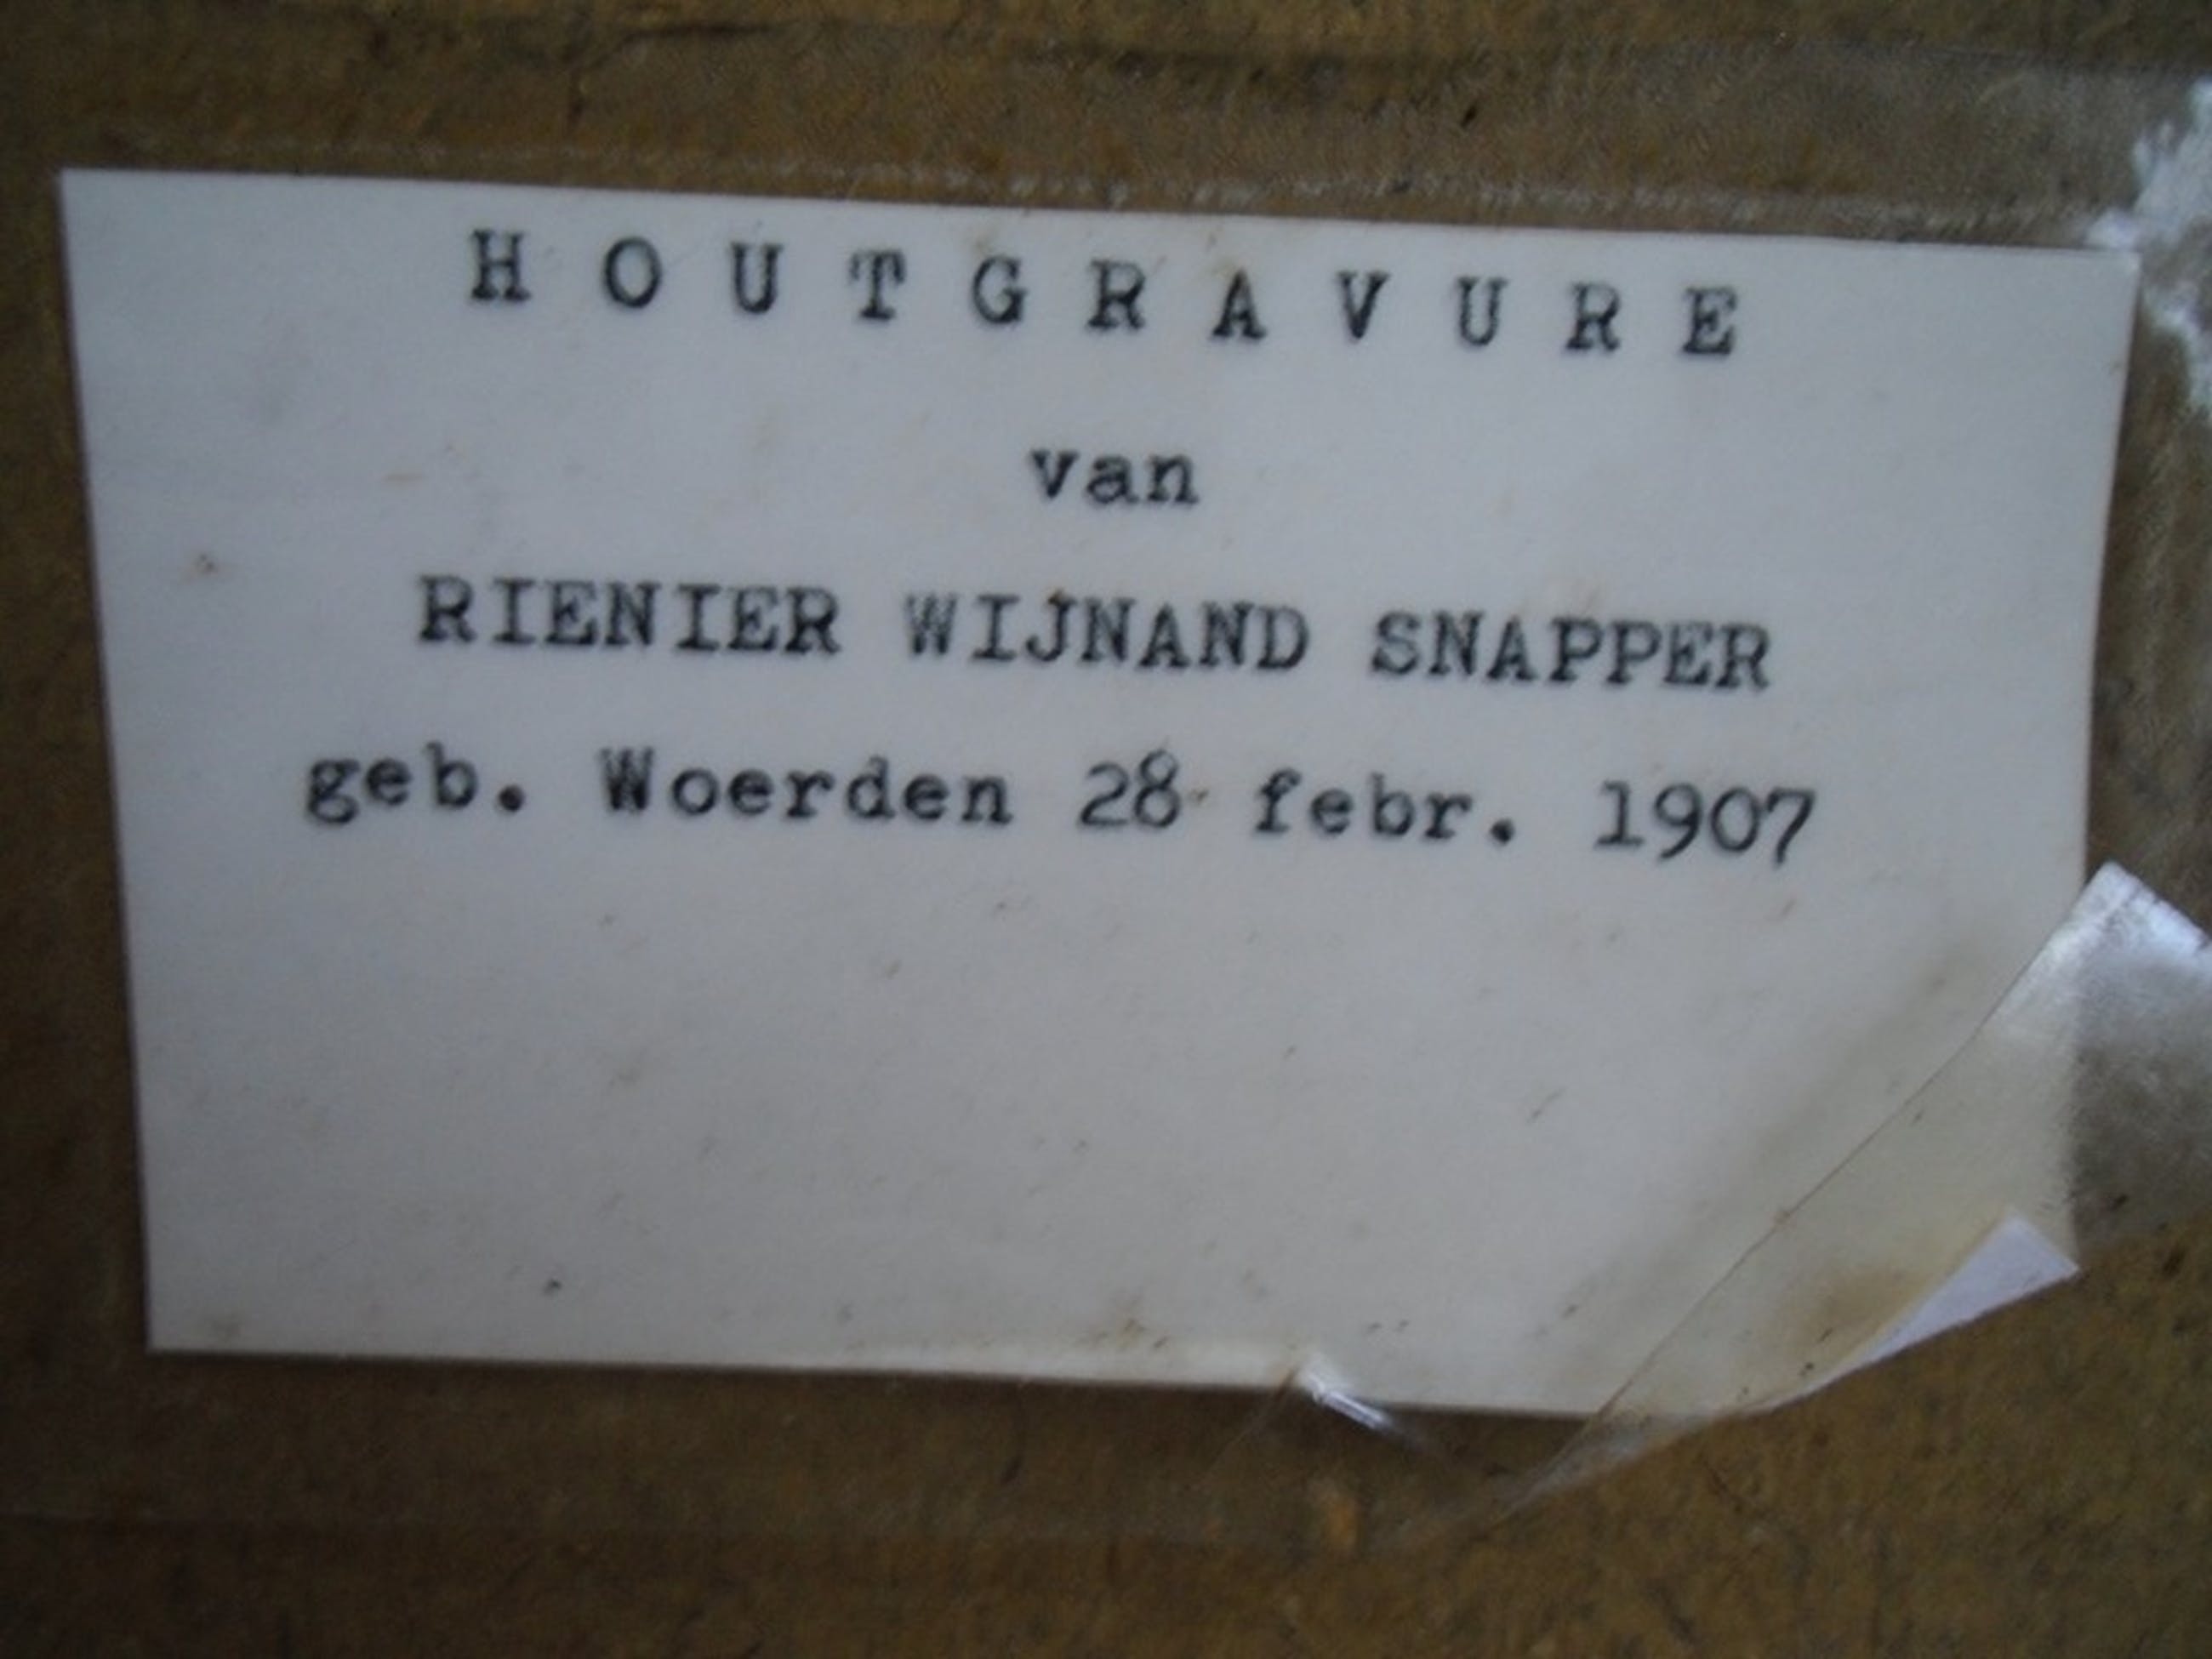 HOUTGRAVURE
van
RIENIER WIJNAND SNAPPER
geb. Woerden 28 febr. 1907